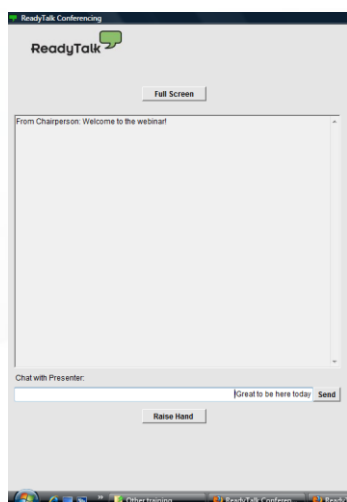 ReadyTalk Conferencing
ReadyTalk
Full Screen
From Chairperson: Welcome to the webinar!
Chat with Presenter:
!Great to be here today Send
Raise Hand
Other training ReadyTalk Conferen... Ready